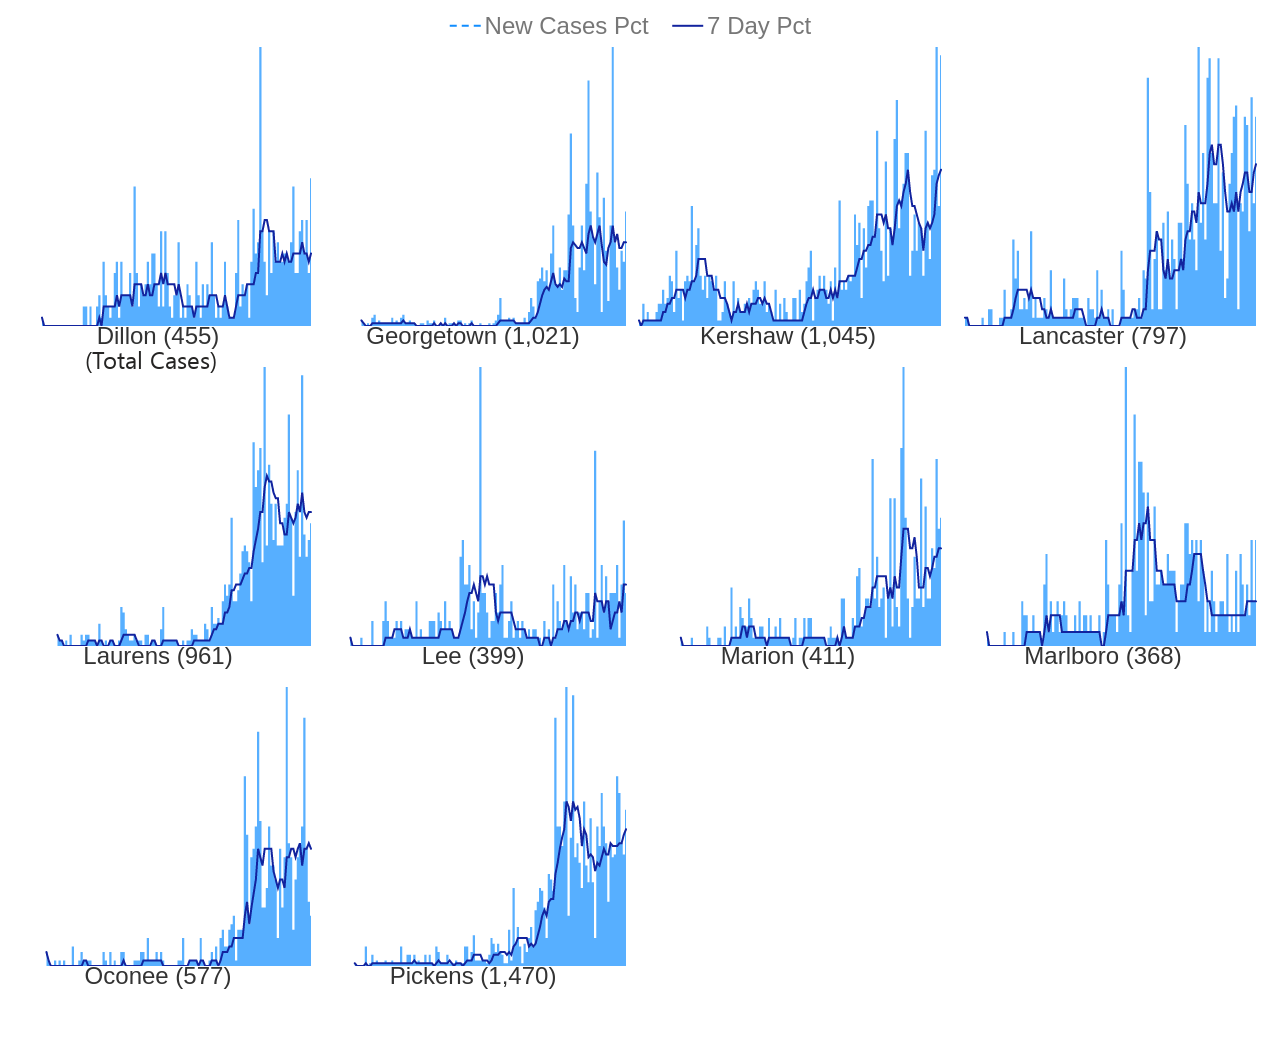 New Cases Pct 7 Day Pct
Dillon (455) Georgetown (1,021) Kershaw (1,045) Lancaster (797)
(Total Cases)
Laurens (961) Lee (399) Marion (411) Marlboro (368)
Oconee (577) Pickens (1,470)